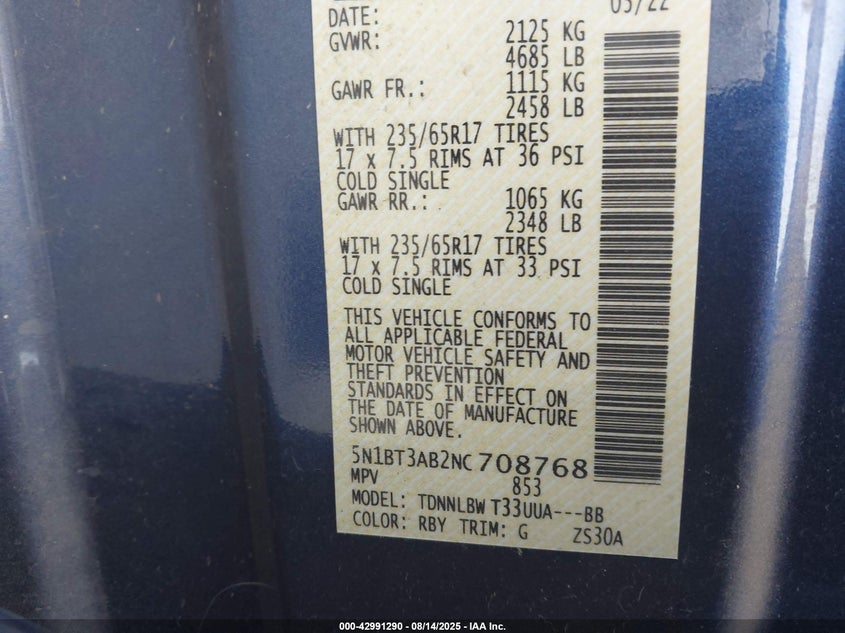 DATE: 05/22
GVWR: 2125 KG
4685 LB
GAWR FR.: 1115 KG
2458 LB
WITH 235/65R17 TIRES
17 x 7.5 RIMS AT 36 PSI
COLD SINGLE
GAWR RR.: 1065 KG
2348 LB
WITH 235/65R17 TIRES
17 x 7.5 RIMS AT 33 PSI
COLD SINGLE
THIS VEHICLE CONFORMS TO
ALL APPLICABLE FEDERAL
MOTOR VEHICLE SAFETY AND
THEFT PREVENTION
STANDARDS IN EFFECT ON
THE DATE OF MANUFACTURE
SHOWN ABOVE.
5N1BT3AB2NC708768
MPV 853
MODEL: TDNNLBW T33UUA---BB
COLOR: RBY TRIM: G ZS30A
000-42991290 - 08/14/2025 - IAA Inc.